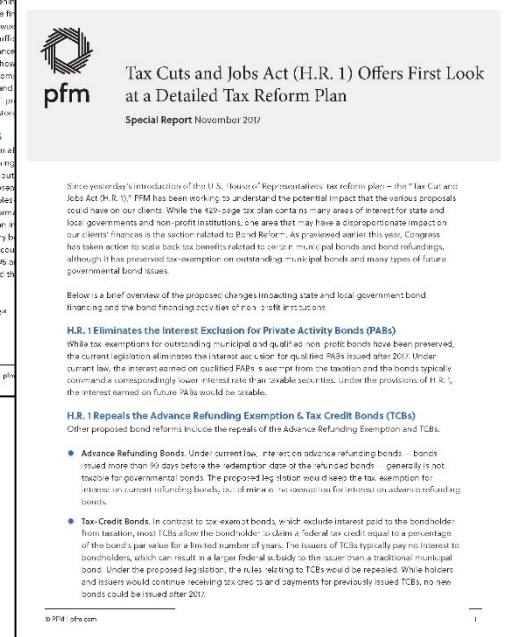 pfm
Tax Cuts and Jobs Act (H.R. 1) Offers First Look
at a Detailed Tax Reform Plan
Special Report November 2017
Since yesterday's introduction of the U.S. House of Representatives' tax reform plan – the "Tax Cut and
Jobs Act (H.R. 1)," PFM has been working to understand the potential impact that the various proposals
could have on our clients. While the 429-page tax plan contains many areas of interest for state and
local governments and non-profit institutions, one area that may have a disproportionate impact on
our clients' finances is the section related to Bond Reform. As previewed earlier this year, Congress
has taken action to scale back tax benefits related to certain municipal bonds and bond refundings,
although it has preserved tax-exemption on outstanding municipal bonds and many types of future
governmental bond issues.
Below is a brief overview of the proposed changes impacting state and local government bond
financing and the bond financing activities of non-profit institutions.
H.R. 1 Eliminates the Interest Exclusion for Private Activity Bonds (PABs)
While tax-exemptions for outstanding municipal and qualified non-profit bonds have been preserved,
the current legislation eliminates the interest exclusion for qualified PABs issued after 2017. Under
current law, the interest earned on qualified PABs is exempt from the taxation and the bonds typically
command a correspondingly lower interest rate than taxable securities. Under the provisions of H.R. 1,
the interest earned on future PABs would be taxable.
H.R. 1 Repeals the Advance Refunding Exemption & Tax Credit Bonds (TCBs)
Other proposed bond reforms include the repeals of the Advance Refunding Exemption and TCBs.
Advance Refunding Bonds. Under current law, interest on advance refunding bonds — bonds
issued more than 90 days before the redemption date of the refunded bonds — generally is not
taxable for governmental bonds. The proposed legislation would keep the tax exemption for
interest on current refunding bonds, but eliminate the exemption for interest on advance refunding
bonds.
Tax-Credit Bonds. In contrast to tax-exempt bonds, which exclude interest paid to the bondholder
from taxation, most TCBs allow the bondholder to claim a federal tax credit equal to a percentage
of the bond's par value for a limited number of years. The issuers of TCBs typically pay no interest to
bondholders, which can result in a larger federal subsidy to the issuer than a traditional municipal
bond. Under the proposed legislation, the rules relating to TCBs would be repealed. While holders
and issuers would continue receiving tax credits and payments for previously issued TCBs, no new
bonds could be issued after 2017.
© PFM | pfm.com
1